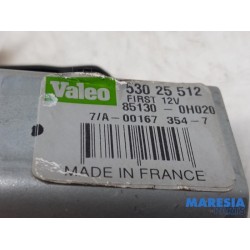 Valeo
530 25 512
FIRST 12V
85130 - 0H020
7/A-00167 354-7
MADE IN FRANCE
MARESIA